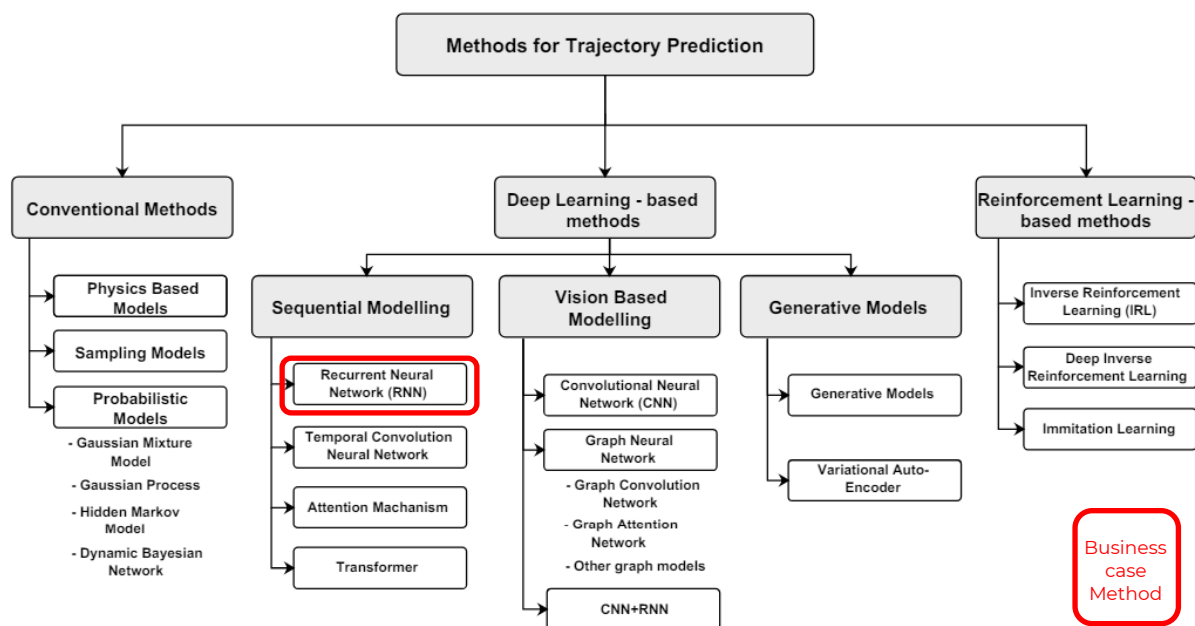 Methods for Trajectory Prediction
Conventional Methods
Physics Based
Models
Sampling Models
Probabilistic
Models
- Gaussian Mixture
Model
- Gaussian Process
- Hidden Markov
Model
- Dynamic Bayesian
Network
Deep Learning - based
methods
Sequential Modelling
Recurrent Neural
Network (RNN)
Temporal Convolution
Neural Network
Attention Machanism
Transformer
Vision Based
Modelling
Convolutional Neural
Network (CNN)
Graph Neural
Network
- Graph Convolution
Network
- Graph Attention
Network
- Other graph models
CNN+RNN
Generative Models
Generative Models
Variational Auto-
Encoder
Reinforcement Learning -
based methods
Inverse Reinforcement
Learning (IRL)
Deep Inverse
Reinforcement Learning
Immitation Learning
Business
case
Method